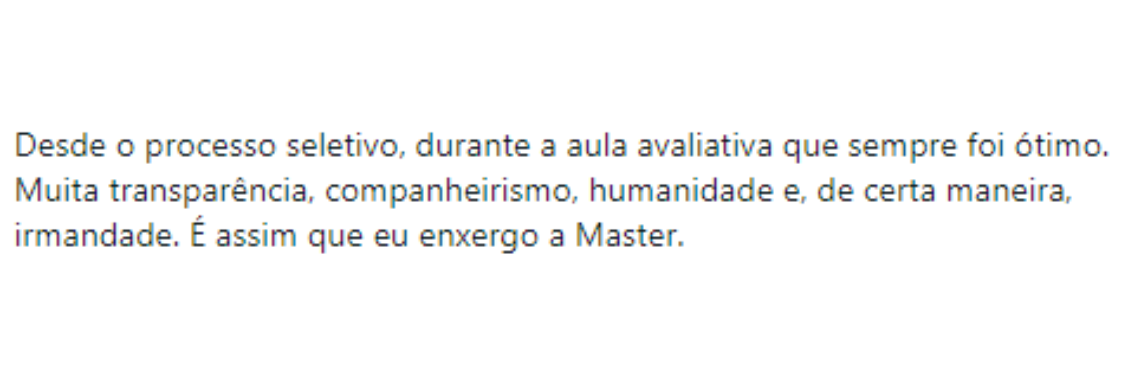 Desde o processo seletivo, durante a aula avaliativa que sempre foi ótimo.
Muita transparência, companheirismo, humanidade e, de certa maneira,
irmandade. É assim que eu enxergo a Master.